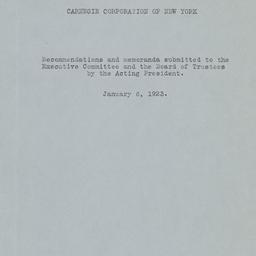 CARNEGIE CORPORATION OF NEW YORK
Recommendations and memoranda submitted to the
Executive Committee and the Board of Trustees
by the Acting President.
January 6, 1923.